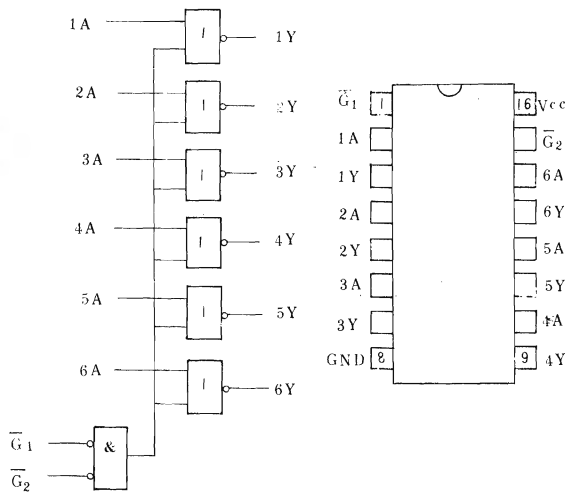 1A 1 1Y
2A 1 2Y
3A 1 3Y
4A 1 4Y
5A 1 5Y
6A 1 6Y
G̅1 &
G̅2
G̅1 1 16 Vcc
1A G̅2
1Y 6A
2A 6Y
2Y 5A
3A 5Y
3Y 4A
GND 8 9 4Y